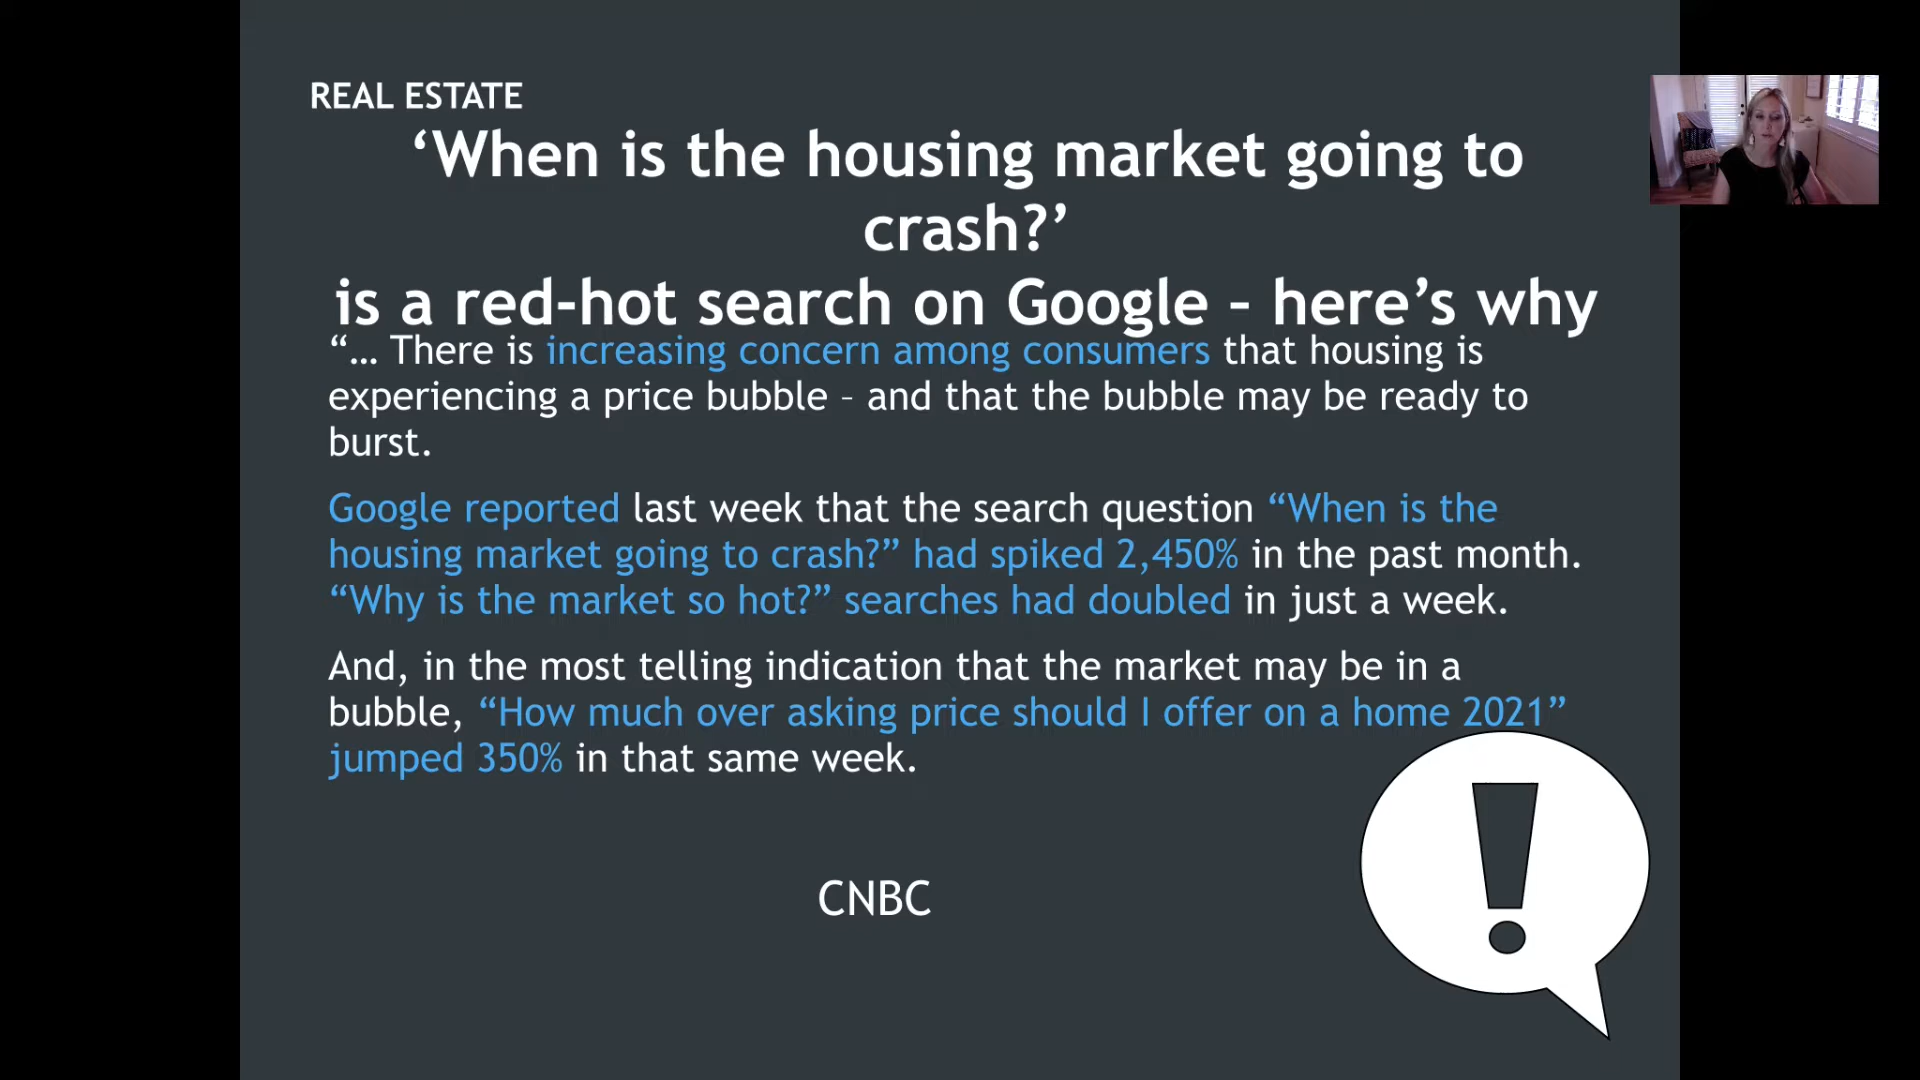 REAL ESTATE
‘When is the housing market going to
crash?’
is a red-hot search on Google – here’s why
“… There is increasing concern among consumers that housing is
experiencing a price bubble – and that the bubble may be ready to
burst.
Google reported last week that the search question “When is the
housing market going to crash?” had spiked 2,450% in the past month.
“Why is the market so hot?” searches had doubled in just a week.
And, in the most telling indication that the market may be in a
bubble, “How much over asking price should I offer on a home 2021”
jumped 350% in that same week.
CNBC
!